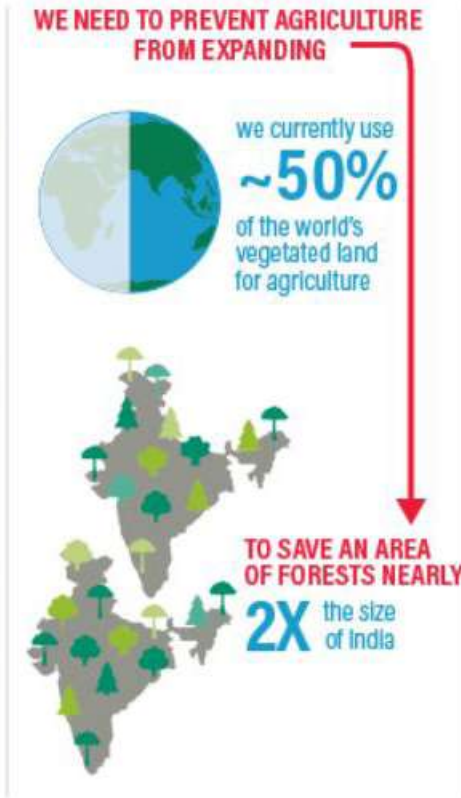 WE NEED TO PREVENT AGRICULTURE
FROM EXPANDING
we currently use
~50%
of the world's
vegetated land
for agriculture
TO SAVE AN AREA
OF FORESTS NEARLY
2X the size
of India